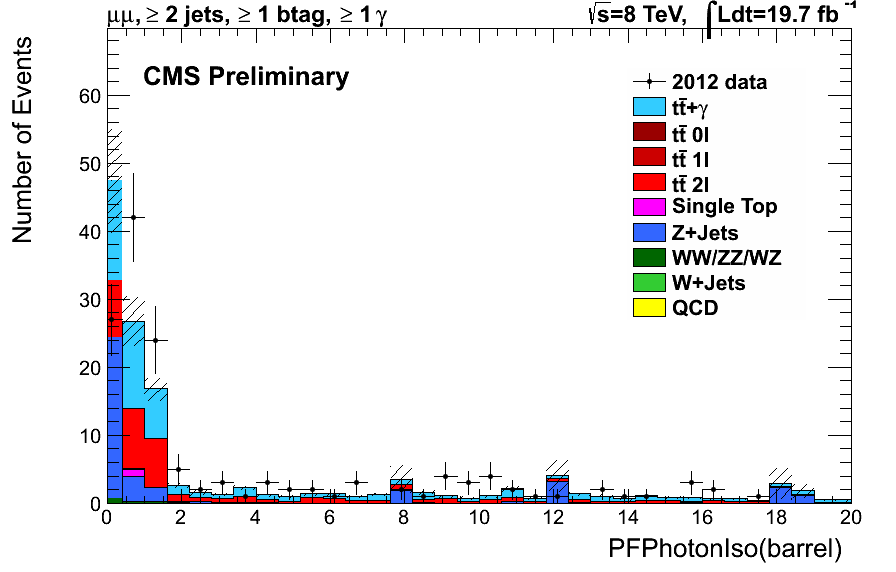 μμ, ≥ 2 jets, ≥ 1 btag, ≥ 1 γ
√s=8 TeV, ∫Ldt=19.7 fb⁻¹
CMS Preliminary
2012 data
tt̄+γ
tt̄ 0l
tt̄ 1l
tt̄ 2l
Single Top
Z+Jets
WW/ZZ/WZ
W+Jets
QCD
Number of Events
60
50
40
30
20
10
0
0 2 4 6 8 10 12 14 16 18 20
PFPhotonIso(barrel)